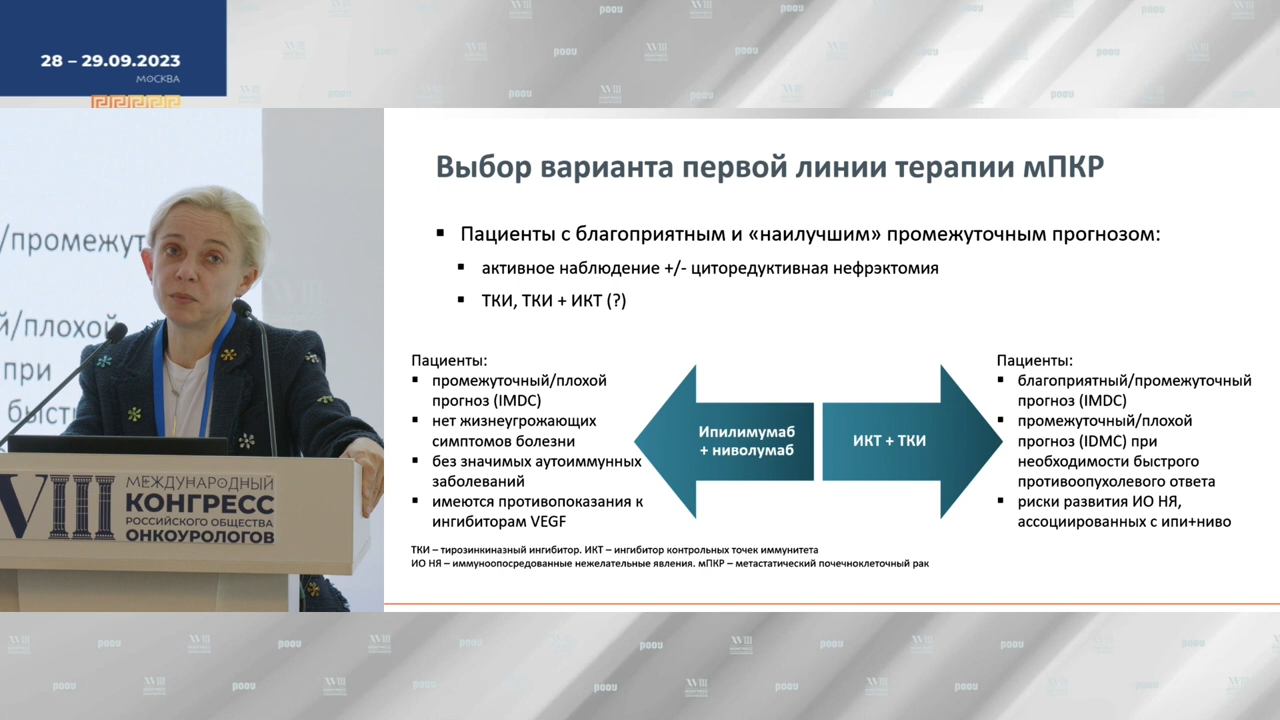 28 – 29.09.2023
МОСКВА
/промежут
й/плохой
при
быст
VIII
МЕЖДУНАРОДНЫЙ
КОНГРЕСС
РОССИЙСКОГО ОБЩЕСТВА
ОНКОУРОЛОГОВ
Выбор варианта первой линии терапии мПКР
▪ Пациенты с благоприятным и «наилучшим» промежуточным прогнозом:
▪ активное наблюдение +/- циторедуктивная нефрэктомия
▪ ТКИ, ТКИ + ИКТ (?)
Пациенты:
▪ промежуточный/плохой
прогноз (IMDC)
▪ нет жизнеугрожающих
симптомов болезни
▪ без значимых аутоиммунных
заболеваний
▪ имеются противопоказания к
ингибиторам VEGF
Ипилимумаб
+ ниволумаб
ИКТ + ТКИ
Пациенты:
▪ благоприятный/промежуточный
прогноз (IMDC)
▪ промежуточный/плохой
прогноз (IDMC) при
необходимости быстрого
противоопухолевого ответа
▪ риски развития ИО НЯ,
ассоциированных с ипи+ниво
ТКИ – тирозинкиназный ингибитор. ИКТ – ингибитор контрольных точек иммунитета
ИО НЯ – иммуноопосредованные нежелательные явления. мПКР – метастатический почечноклеточный рак